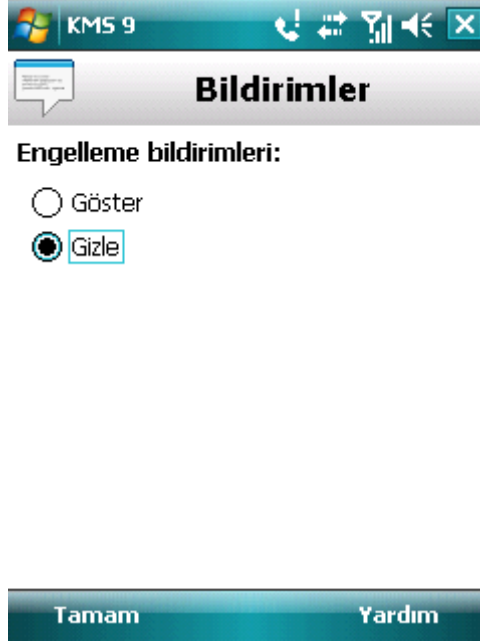 KMS 9
Bildirimler
Engelleme bildirimleri:
Göster
Gizle
Tamam Yardım